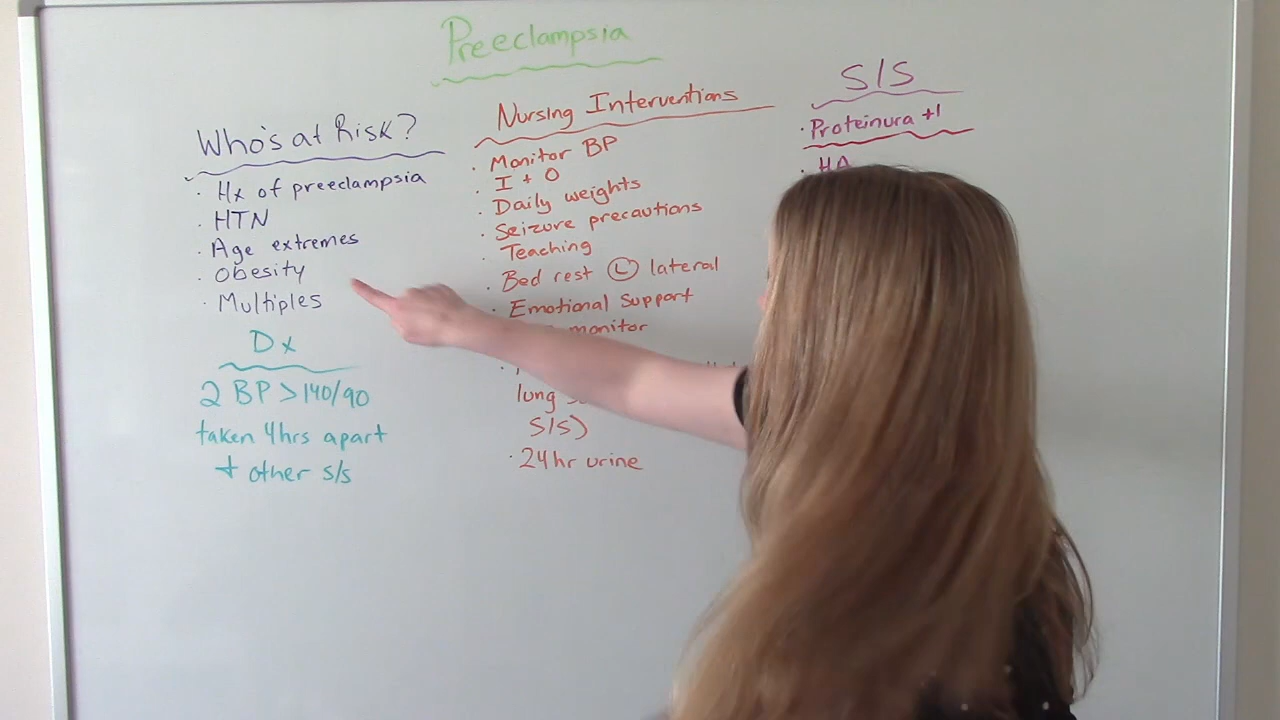 Preeclampsia
Who's at Risk?
· Hx of preeclampsia
· HTN
· Age extremes
· Obesity
· Multiples
Dx
2 BP > 140/90
taken 4hrs apart
+ other s/s
Nursing Interventions
· Monitor BP
· I + O
· Daily weights
· Seizure precautions
· Teaching
· Bed rest Ⓛ lateral
· Emotional Support
monitor
lung
S/S)
· 24hr urine
S/S
· Proteinura +1
· HA